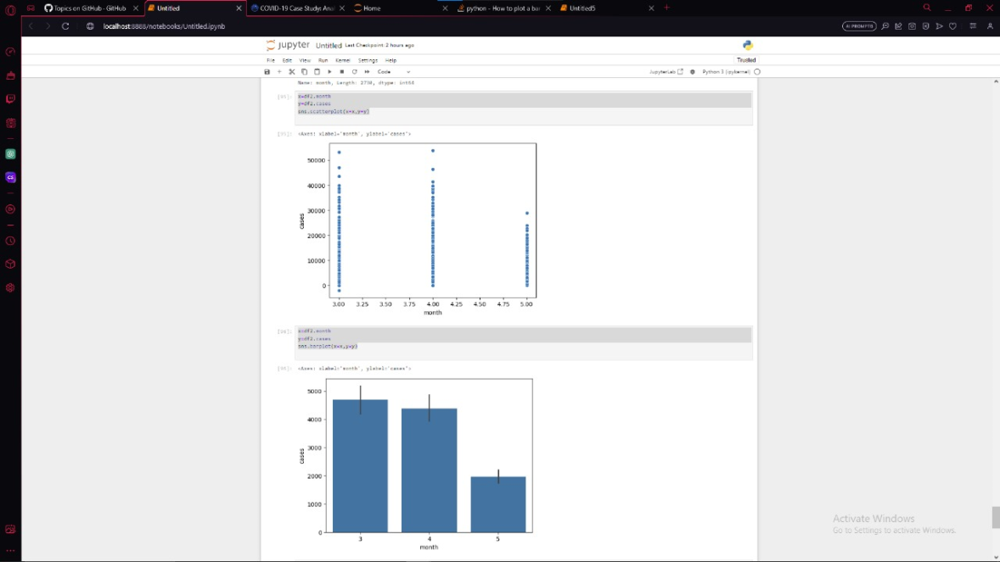 Topics on GitHub · GitHub
Untitled
COVID-19 Case Study: Anal
Home
python - How to plot a bar
Untitled5
localhost:8888/notebooks/Untitled.ipynb
AI PROMPTS
jupyter Untitled Last Checkpoint: 2 hours ago
File Edit View Run Kernel Settings Help
Trusted
Code
JupyterLab
Python 3 (ipykernel)
Name: month, Length: 2738, dtype: int64
x=df2.month
y=df2.cases
sns.scatterplot(x=x,y=y)
<Axes: xlabel='month', ylabel='cases'>
50000
40000
30000
20000
10000
0
cases
3.00 3.25 3.50 3.75 4.00 4.25 4.50 4.75 5.00
month
x=df2.month
y=df2.cases
sns.barplot(x=x,y=y)
<Axes: xlabel='month', ylabel='cases'>
5000
4000
3000
2000
1000
0
cases
3 4 5
month
Activate Windows
Go to Settings to activate Windows.
CS